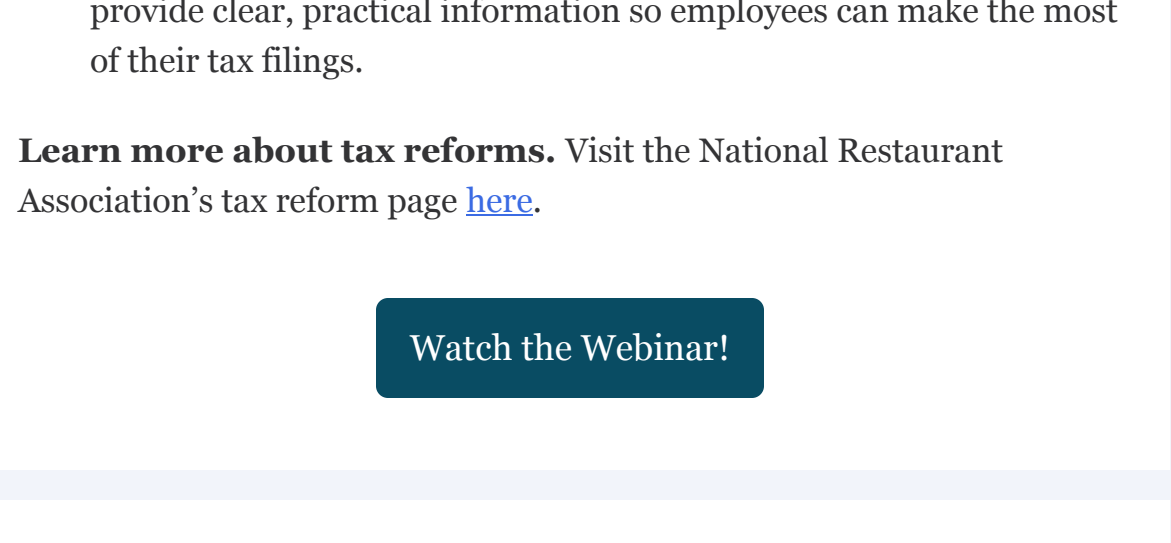 provide clear, practical information so employees can make the most
of their tax filings.
Learn more about tax reforms. Visit the National Restaurant
Association’s tax reform page here.
Watch the Webinar!